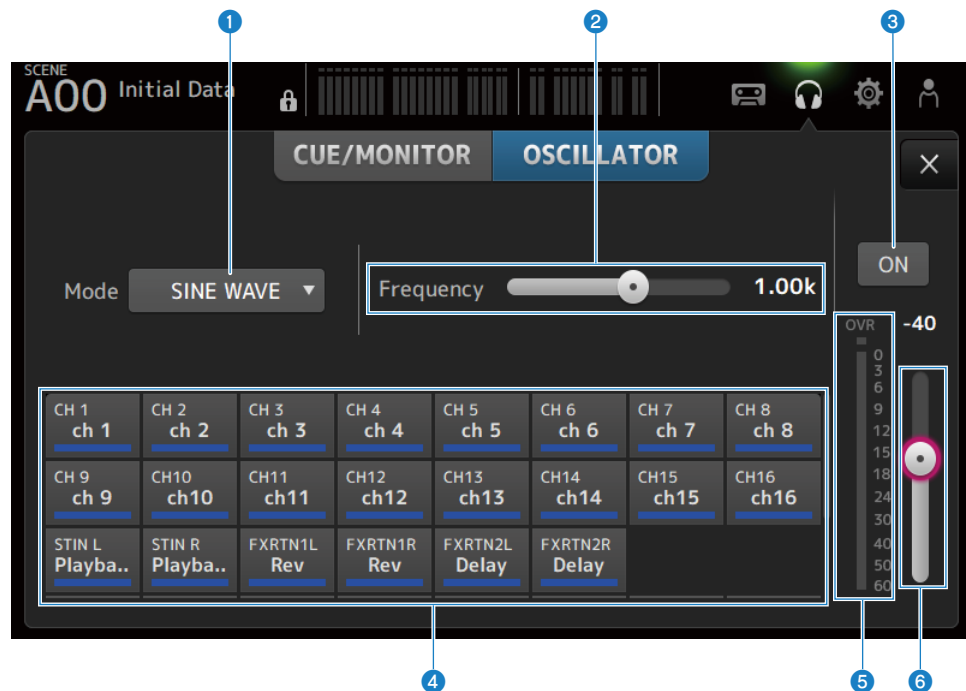 1 2 3
SCENE
A00 Initial Data
CUE/MONITOR OSCILLATOR
ON
Mode SINE WAVE Frequency 1.00k
OVR -40
0
3
6
9
12
15
18
24
30
40
50
60
CH 1 CH 2 CH 3 CH 4 CH 5 CH 6 CH 7 CH 8
ch 1 ch 2 ch 3 ch 4 ch 5 ch 6 ch 7 ch 8
CH 9 CH10 CH11 CH12 CH13 CH14 CH15 CH16
ch 9 ch10 ch11 ch12 ch13 ch14 ch15 ch16
STIN L STIN R FXRTN1L FXRTN1R FXRTN2L FXRTN2R
Playba.. Playba.. Rev Rev Delay Delay
4 5 6